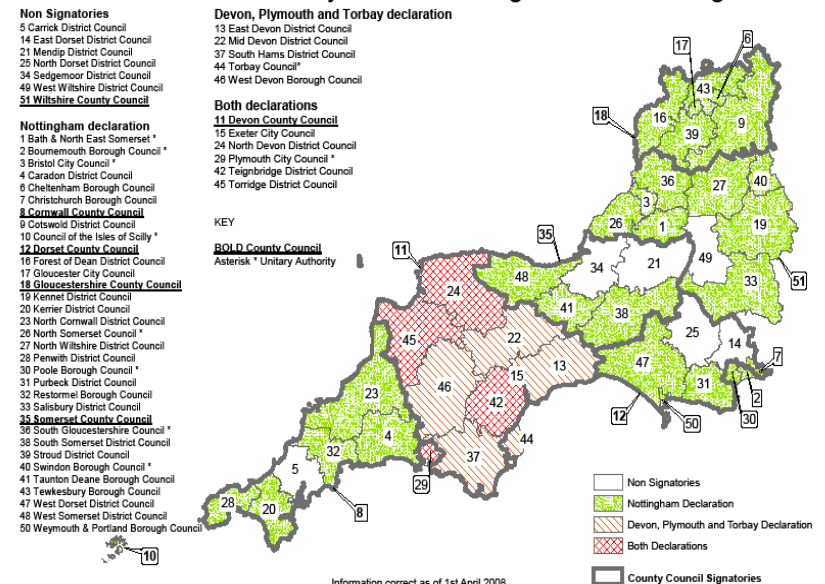 Non Signatories
5 Carrick District Council
14 East Dorset District Council
21 Mendip District Council
25 North Dorset District Council
34 Sedgemoor District Council
49 West Wiltshire District Council
51 Wiltshire County Council
Nottingham declaration
1 Bath & North East Somerset *
2 Bournemouth Borough Council *
3 Bristol City Council *
4 Caradon District Council
6 Cheltenham Borough Council
7 Christchurch Borough Council
8 Cornwall County Council
9 Cotswold District Council
10 Council of the Isles of Scilly *
12 Dorset County Council
16 Forest of Dean District Council
17 Gloucester City Council
18 Gloucestershire County Council
19 Kennet District Council
20 Kerrier District Council
23 North Cornwall District Council
26 North Somerset Council *
27 North Wiltshire District Council
28 Penwith District Council
30 Poole Borough Council *
31 Purbeck District Council
32 Restormel Borough Council
33 Salisbury District Council
35 Somerset County Council
36 South Gloucestershire Council *
38 South Somerset District Council
39 Stroud District Council
40 Swindon Borough Council *
41 Taunton Deane Borough Council
43 Tewkesbury Borough Council
47 West Dorset District Council
48 West Somerset District Council
50 Weymouth & Portland Borough Council
Devon, Plymouth and Torbay declaration
13 East Devon District Council
22 Mid Devon District Council
37 South Hams District Council
44 Torbay Council*
46 West Devon Borough Council
Both declarations
11 Devon County Council
15 Exeter City Council
24 North Devon District Council
29 Plymouth City Council *
42 Teignbridge District Council
45 Torridge District Council
KEY
BOLD County Council
Asterisk * Unitary Authority
17
6
43
18
16
39
9
36
27
40
3
26
1
19
35
11
34
21
49
48
24
33
51
41
38
25
14
7
45
22
13
47
46
15
31
23
42
12
50
30
2
4
32
44
37
5
29
28
20
8
10
Non Signatories
Nottingham Declaration
Devon, Plymouth and Torbay Declaration
Both Declarations
County Council Signatories
Information correct as of 1st April 2008